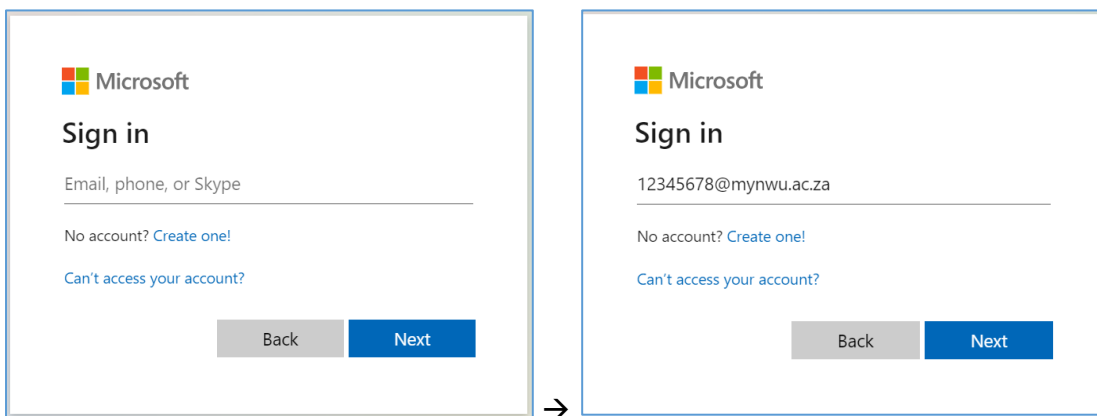 Microsoft
Sign in
Email, phone, or Skype
No account? Create one!
Can't access your account?
Back
Next
→
Microsoft
Sign in
12345678@mynwu.ac.za
No account? Create one!
Can't access your account?
Back
Next